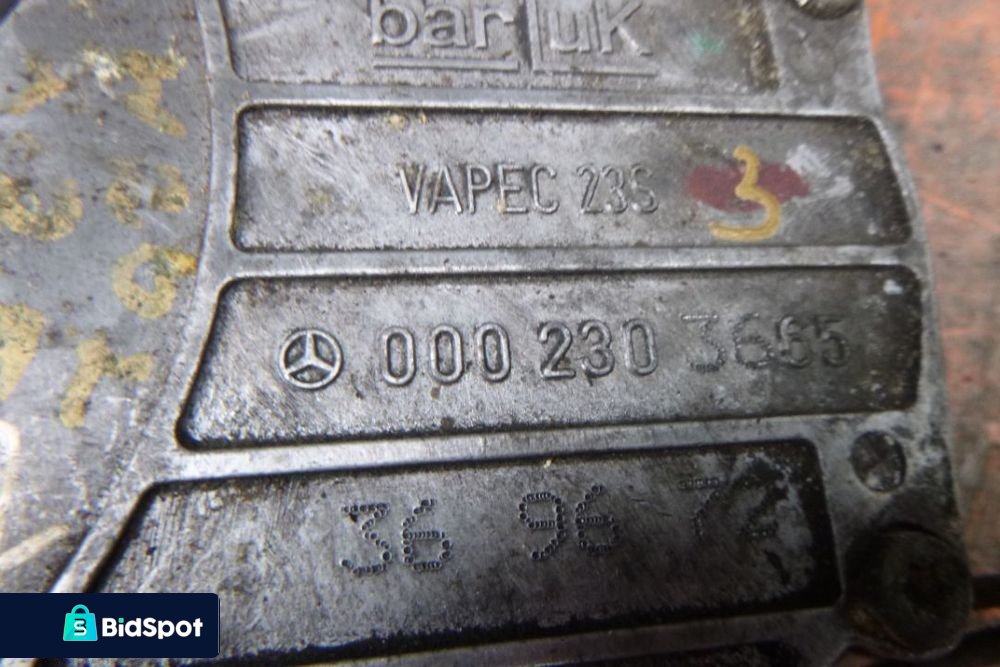 bar uk
VAPEC 23S 3
000 230 3665
36 96 72
BidSpot